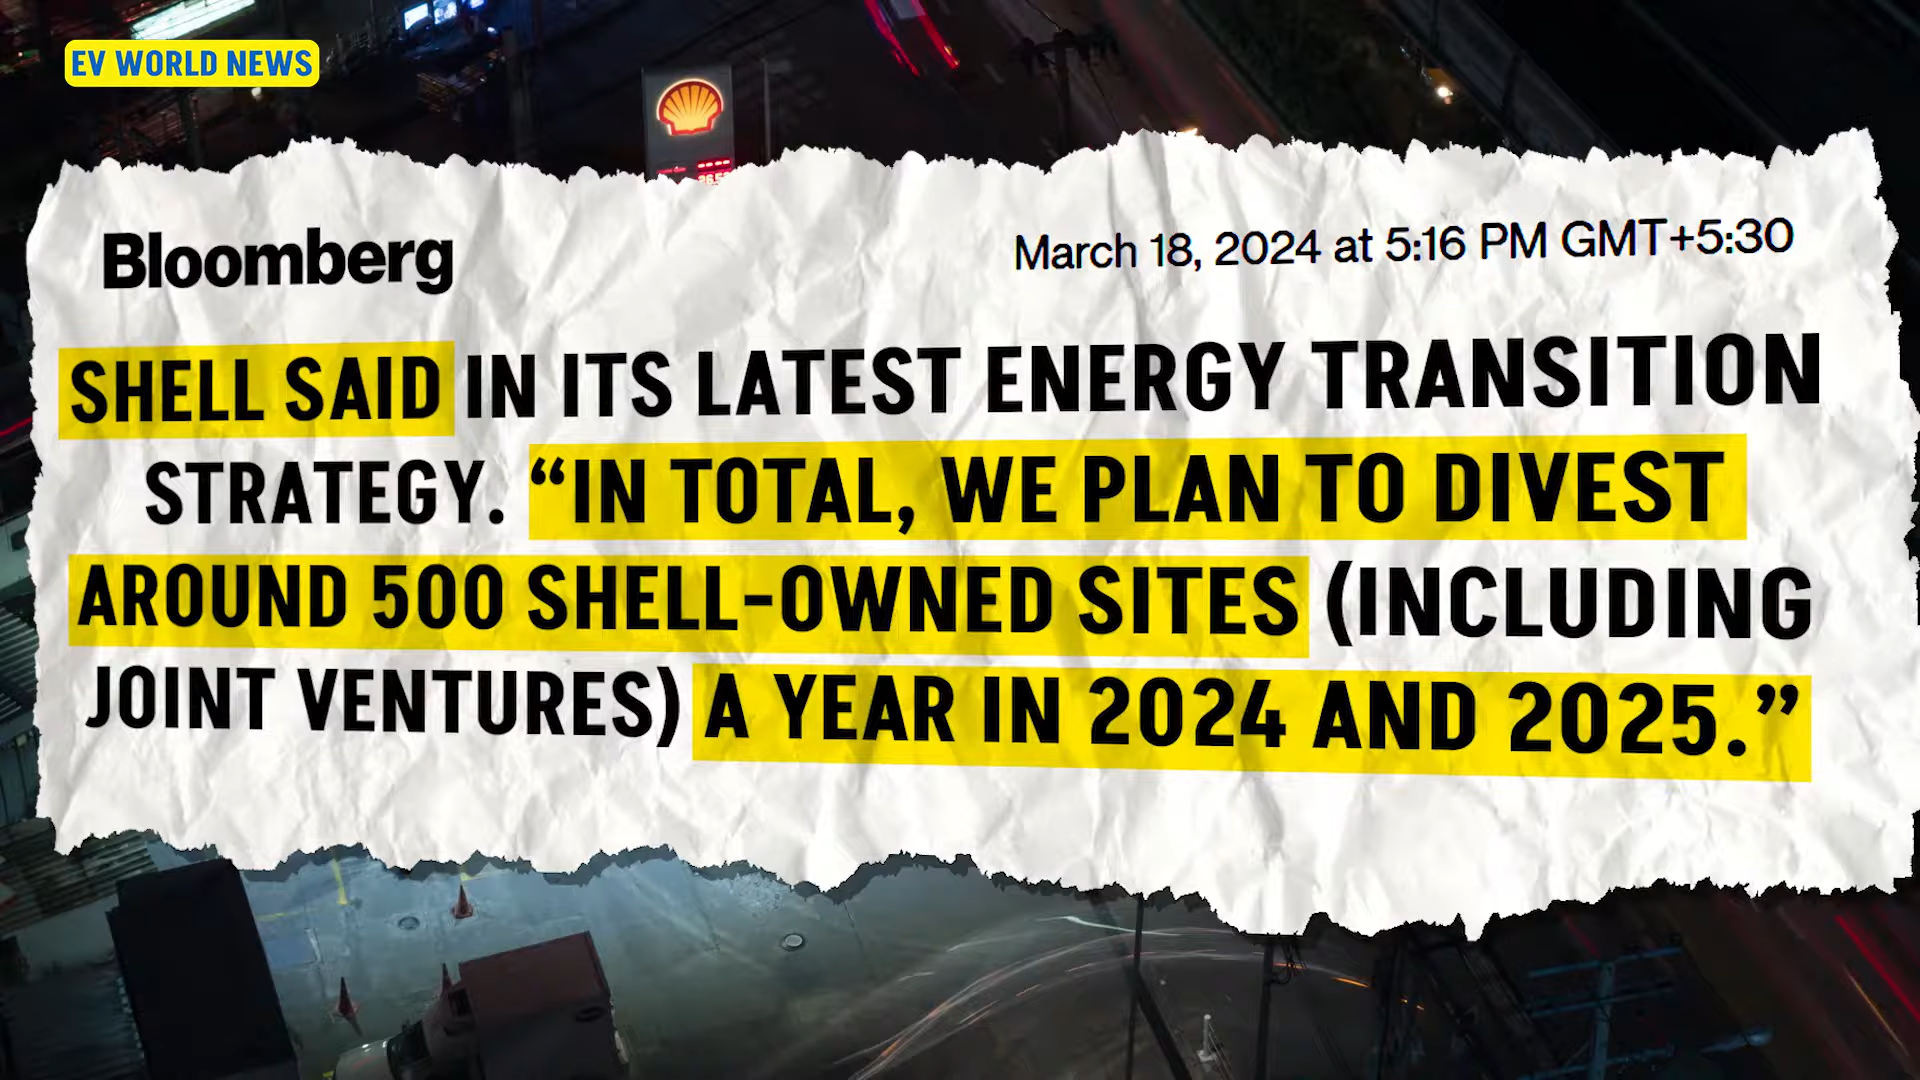 EV WORLD NEWS
Bloomberg
March 18, 2024 at 5:16 PM GMT+5:30
SHELL SAID IN ITS LATEST ENERGY TRANSITION
STRATEGY. “IN TOTAL, WE PLAN TO DIVEST
AROUND 500 SHELL-OWNED SITES (INCLUDING
JOINT VENTURES) A YEAR IN 2024 AND 2025.”